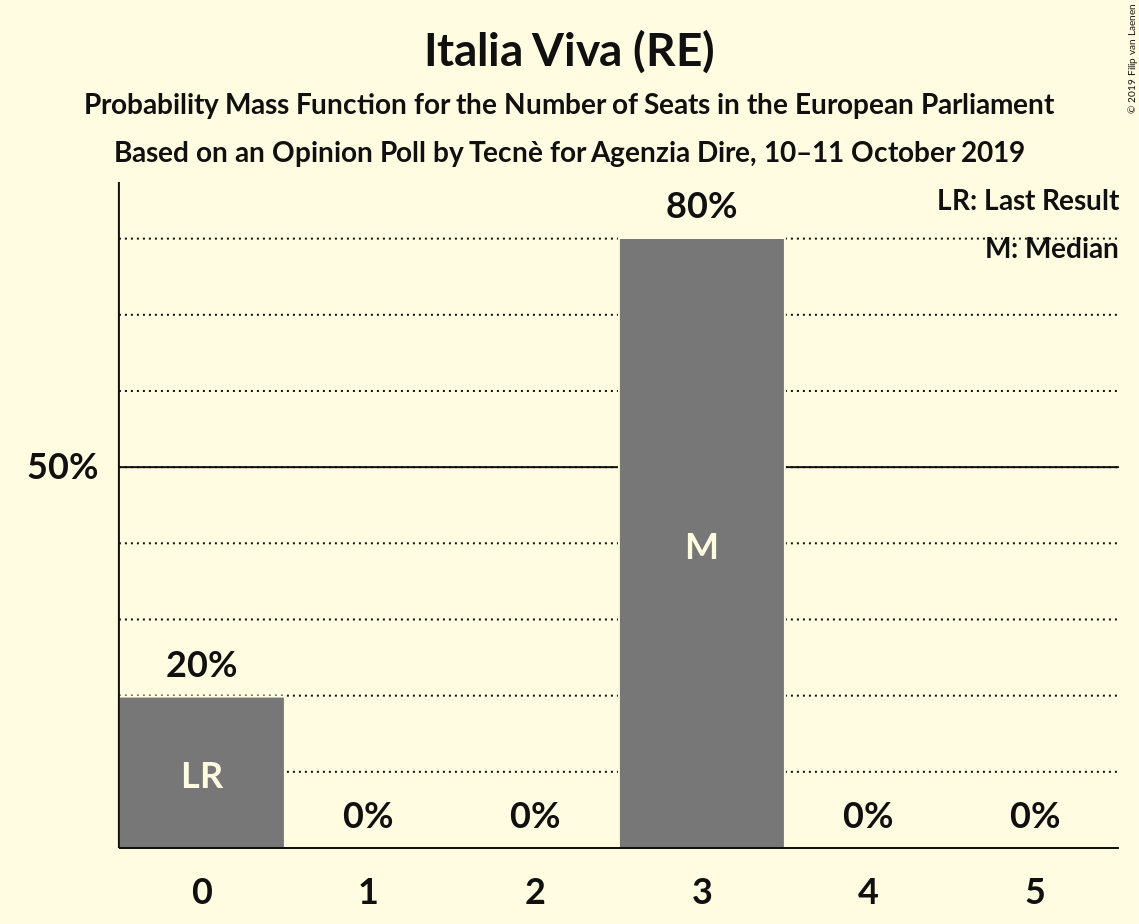 Italia Viva (RE)
Probability Mass Function for the Number of Seats in the European Parliament
Based on an Opinion Poll by Tecnè for Agenzia Dire, 10–11 October 2019
© 2019 Filip van Laenen
LR: Last Result
M: Median
80%
50%
M
20%
LR
0%
0%
0%
0%
0
1
2
3
4
5